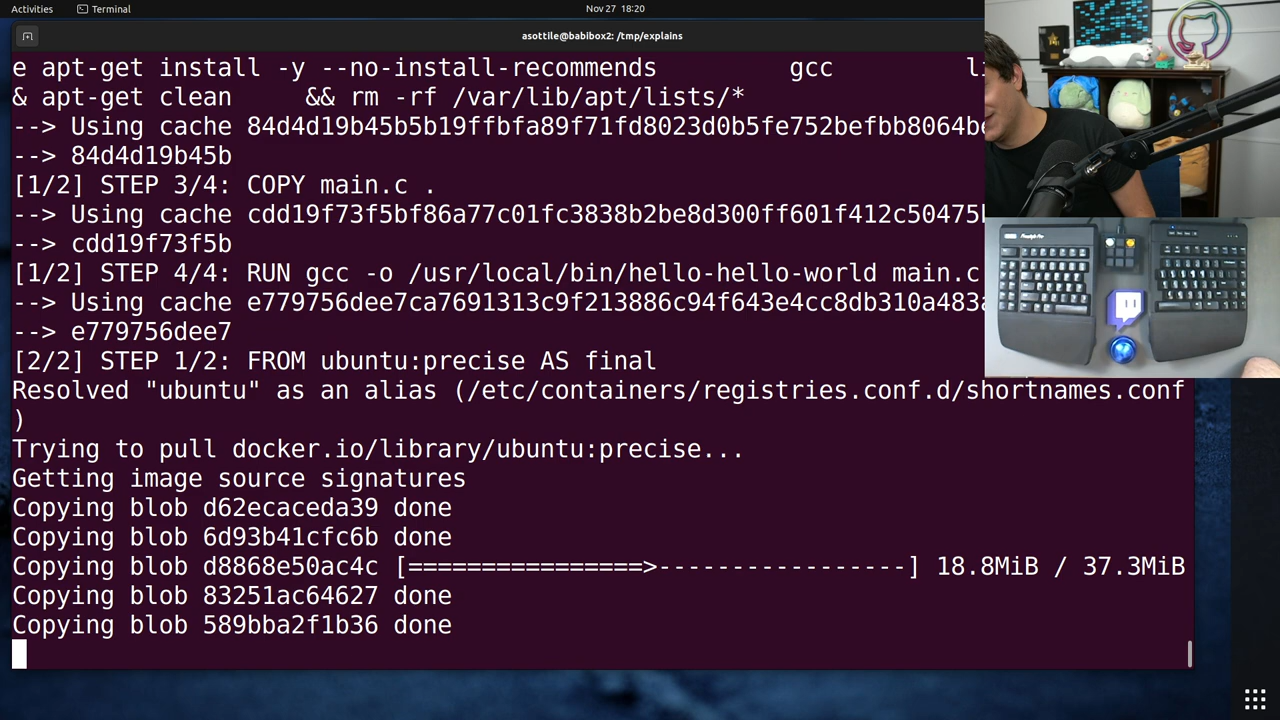 Activities
Terminal
Nov 27 18:20
asottile@babibox2: /tmp/explains
e apt-get install -y --no-install-recommends         gcc         li
& apt-get clean     && rm -rf /var/lib/apt/lists/*
--> Using cache 84d4d19b45b5b19ffbfa89f71fd8023d0b5fe752befbb8064be
--> 84d4d19b45b
[1/2] STEP 3/4: COPY main.c .
--> Using cache cdd19f73f5bf86a77c01fc3838b2be8d300ff601f412c50475b
--> cdd19f73f5b
[1/2] STEP 4/4: RUN gcc -o /usr/local/bin/hello-hello-world main.c
--> Using cache e779756dee7ca7691313c9f213886c94f643e4cc8db310a483a
--> e779756dee7
[2/2] STEP 1/2: FROM ubuntu:precise AS final
Resolved "ubuntu" as an alias (/etc/containers/registries.conf.d/shortnames.conf
)
Trying to pull docker.io/library/ubuntu:precise...
Getting image source signatures
Copying blob d62ecaceda39 done
Copying blob 6d93b41cfc6b done
Copying blob d8868e50ac4c [================>-----------------] 18.8MiB / 37.3MiB
Copying blob 83251ac64627 done
Copying blob 589bba2f1b36 done